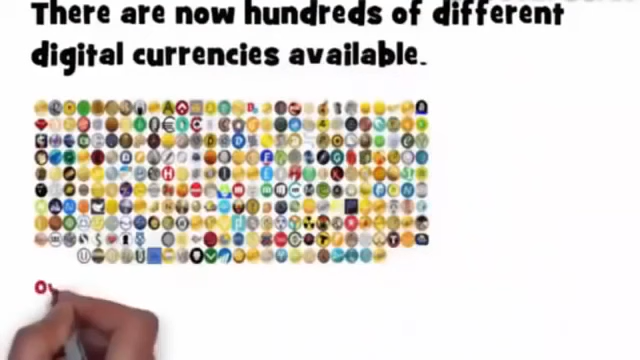 There are now hundreds of different
digital currencies available.